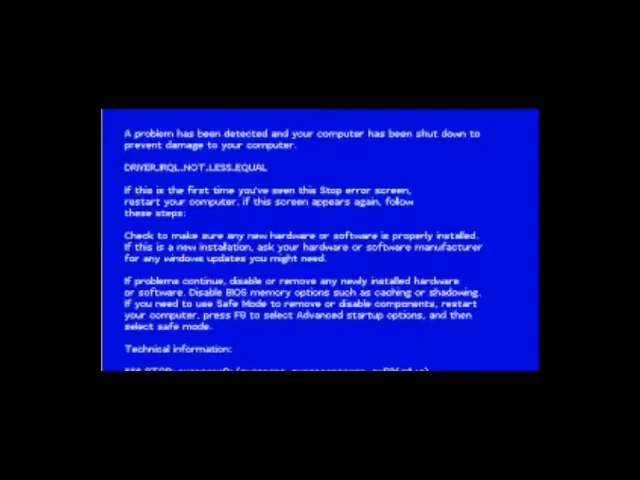 A problem has been detected and your computer has been shut down to
prevent damage to your computer.
DRIVER_IRQL_NOT_LESS_EQUAL
If this is the first time you've seen this Stop error screen,
restart your computer, if this screen appears again, follow
these steps:
Check to make sure any new hardware or software is properly installed.
If this is a new installation, ask your hardware or software manufacturer
for any windows updates you might need.
If problems continue, disable or remove any newly installed hardware
or software. Disable BIOS memory options such as caching or shadowing.
If you need to use Safe Mode to remove or disable components, restart
your computer, press F8 to select Advanced startup options, and then
select safe mode.
Technical information:
STOP: